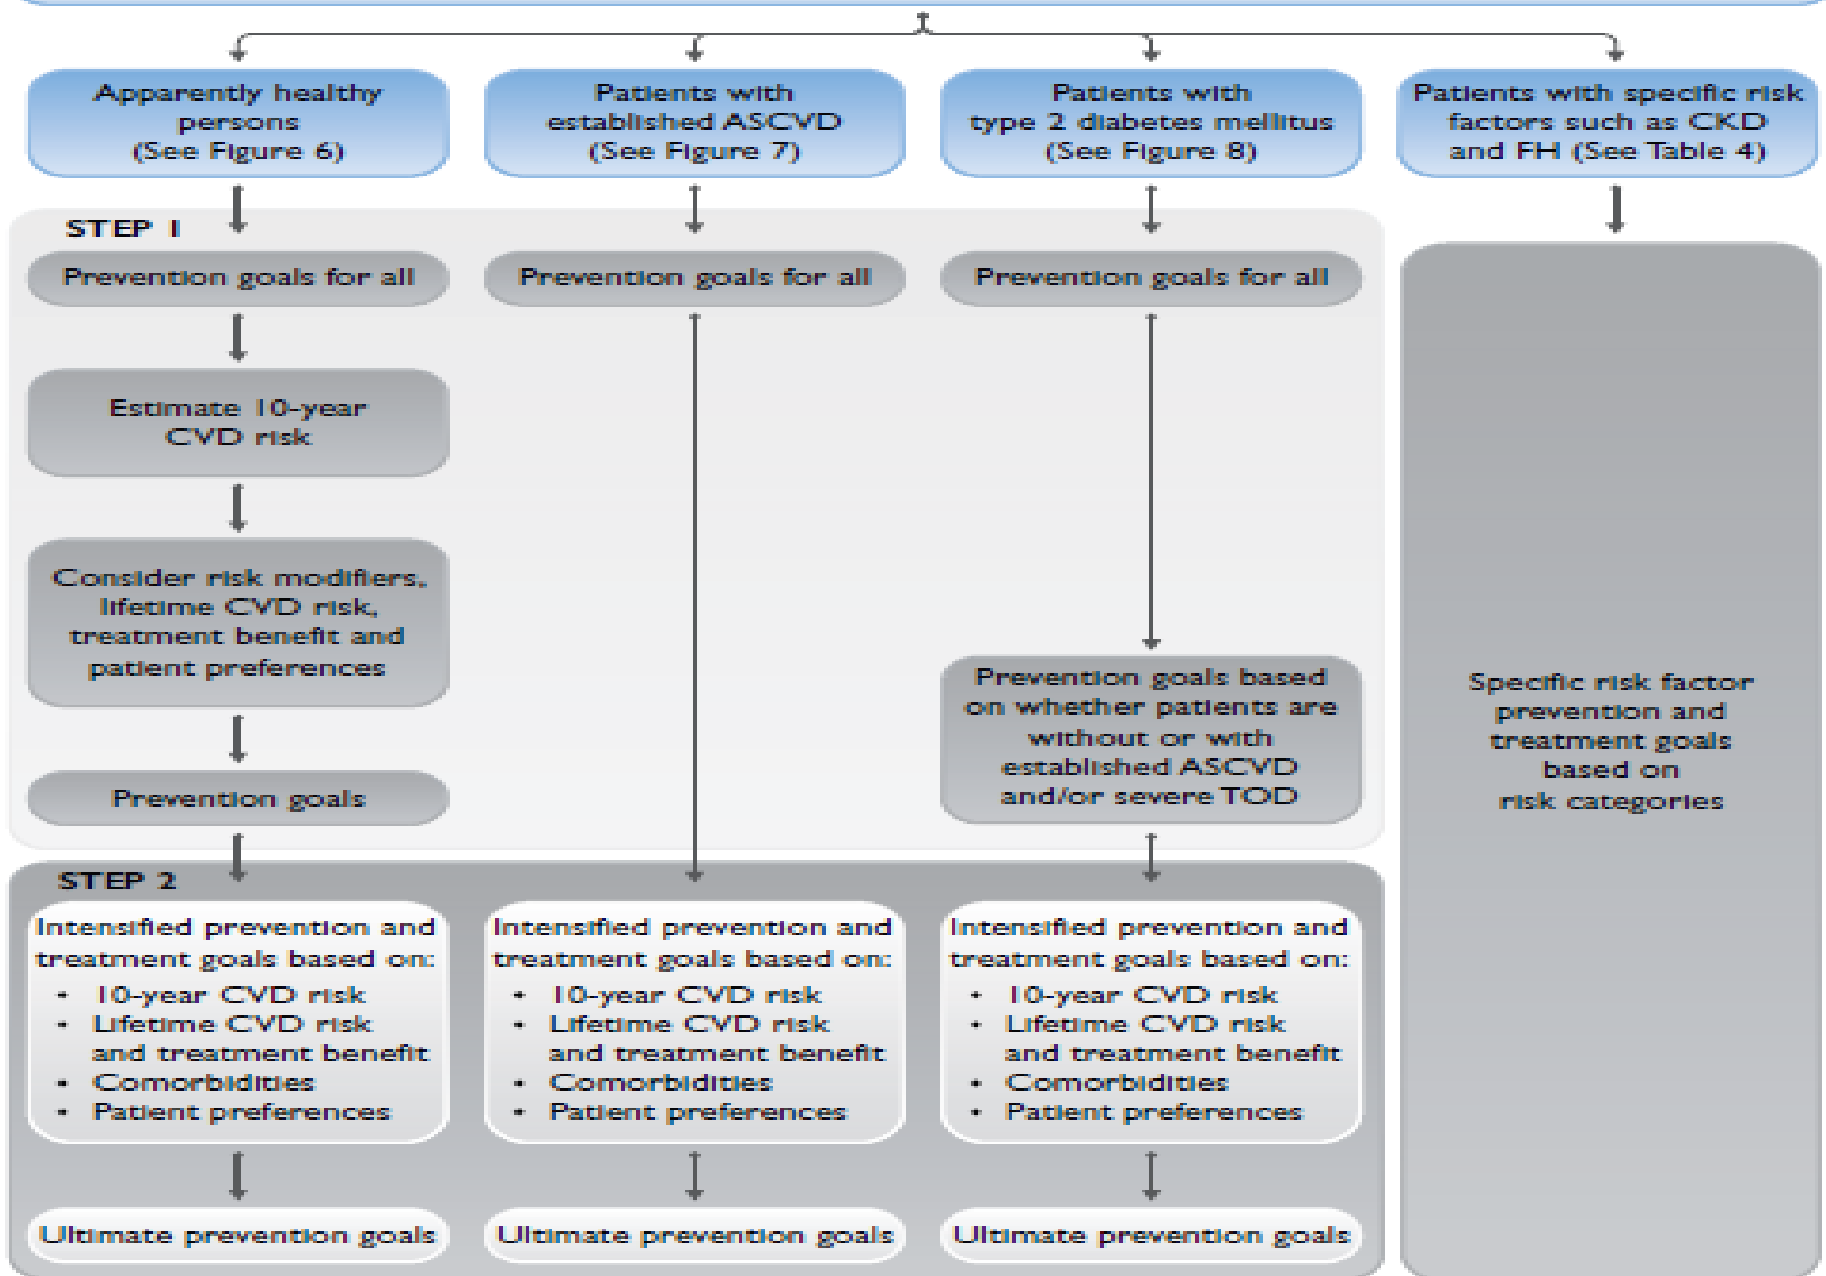 Apparently healthy
persons
(See Figure 6)
Patients with
established ASCVD
(See Figure 7)
Patients with
type 2 diabetes mellitus
(See Figure 8)
Patients with specific risk
factors such as CKD
and FH (See Table 4)
STEP 1
Prevention goals for all
Prevention goals for all
Prevention goals for all
Estimate 10-year
CVD risk
Consider risk modifiers,
lifetime CVD risk,
treatment benefit and
patient preferences
Prevention goals
Prevention goals based
on whether patients are
without or with
established ASCVD
and/or severe TOD
Specific risk factor
prevention and
treatment goals
based on
risk categories
STEP 2
Intensified prevention and
treatment goals based on:
• 10-year CVD risk
• Lifetime CVD risk
and treatment benefit
• Comorbidities
• Patient preferences
Intensified prevention and
treatment goals based on:
• 10-year CVD risk
• Lifetime CVD risk
and treatment benefit
• Comorbidities
• Patient preferences
Intensified prevention and
treatment goals based on:
• 10-year CVD risk
• Lifetime CVD risk
and treatment benefit
• Comorbidities
• Patient preferences
Ultimate prevention goals
Ultimate prevention goals
Ultimate prevention goals